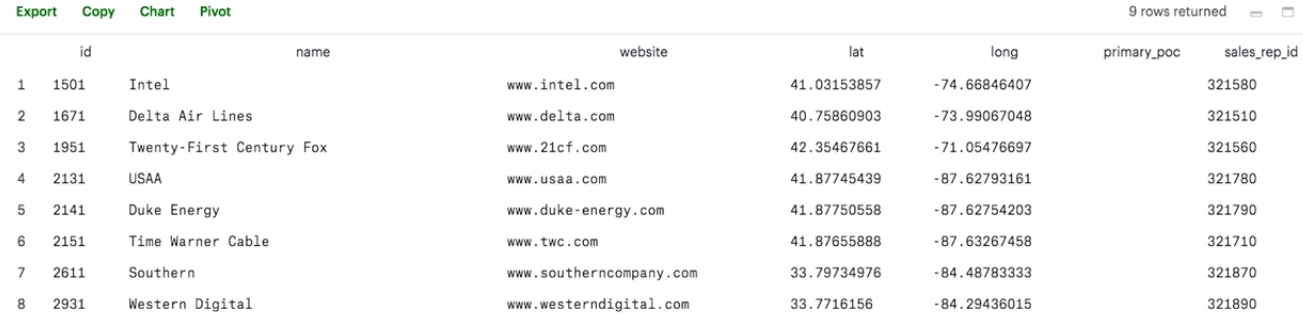 Export Copy Chart Pivot 9 rows returned
id name website lat long primary_poc sales_rep_id
1 1501 Intel www.intel.com 41.03153857 -74.66846407 321580
2 1671 Delta Air Lines www.delta.com 40.75860903 -73.99067048 321510
3 1951 Twenty-First Century Fox www.21cf.com 42.35467661 -71.05476697 321560
4 2131 USAA www.usaa.com 41.87745439 -87.62793161 321780
5 2141 Duke Energy www.duke-energy.com 41.87750558 -87.62754203 321790
6 2151 Time Warner Cable www.twc.com 41.87655888 -87.63267458 321710
7 2611 Southern www.southerncompany.com 33.79734976 -84.48783333 321870
8 2931 Western Digital www.westerndigital.com 33.7716156 -84.29436015 321890